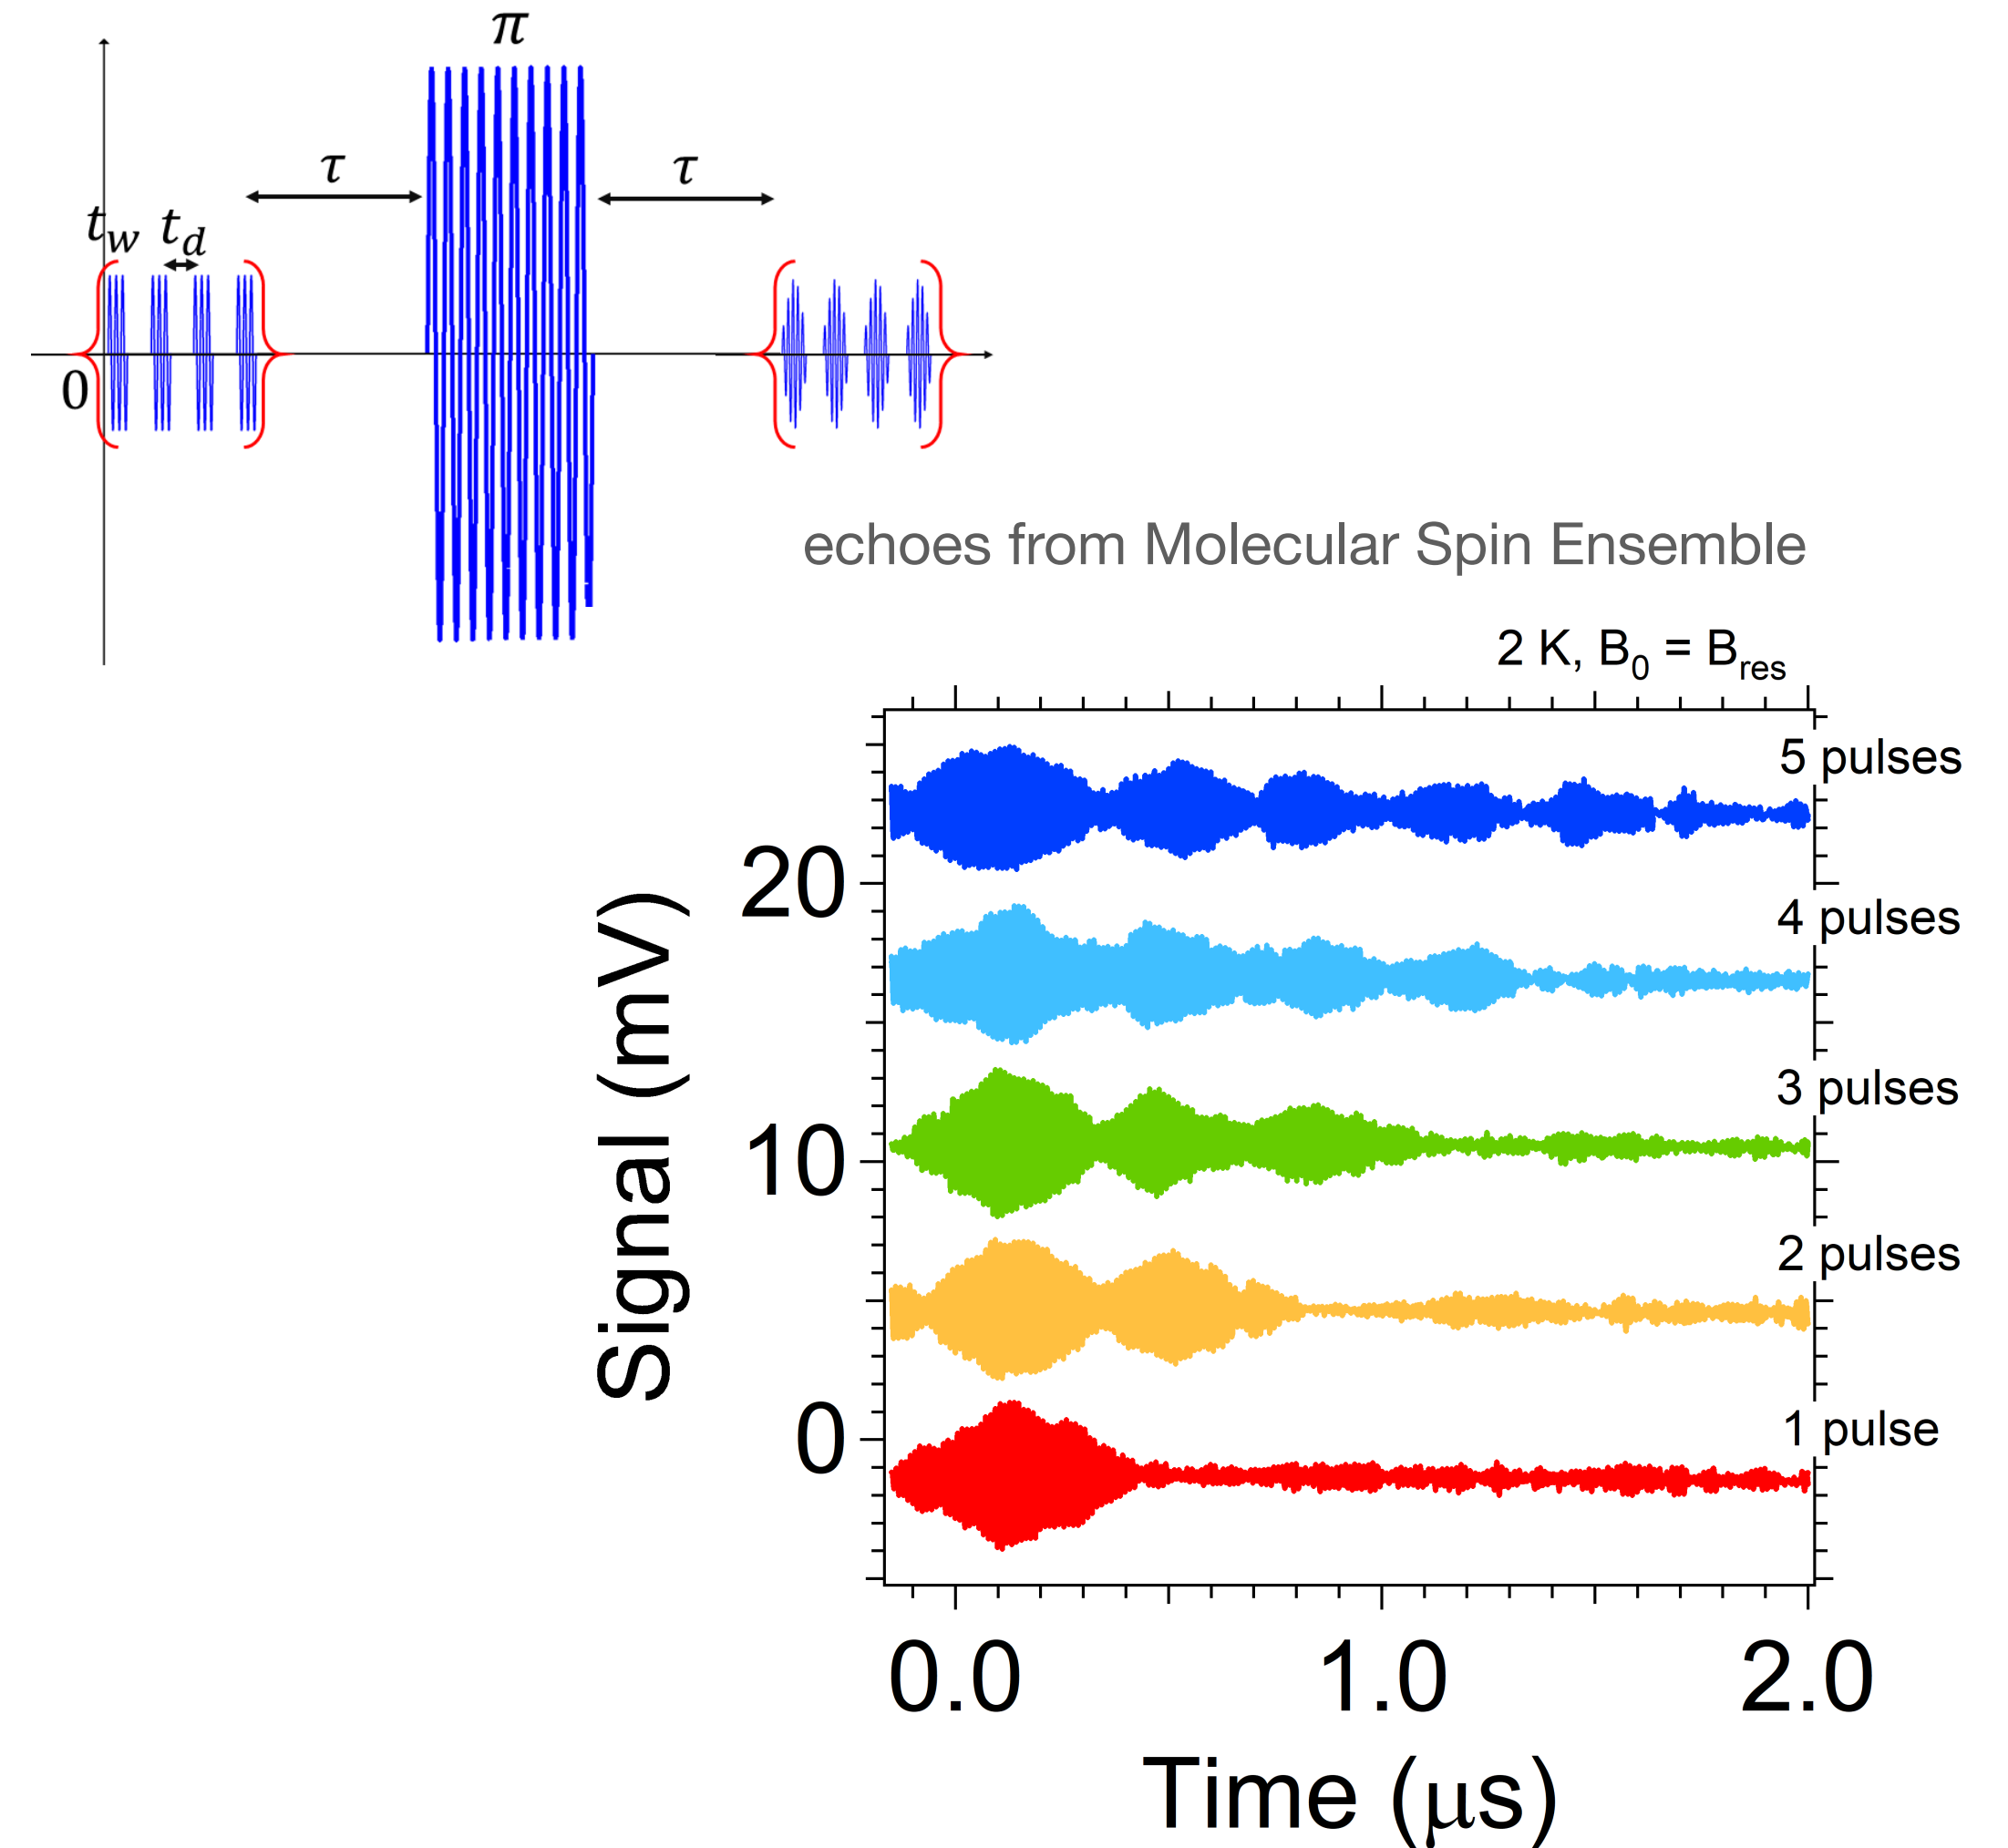 π
τ
τ
t_w t_d
0
echoes from Molecular Spin Ensemble
2 K, B_0 = B_res
5 pulses
20
4 pulses
3 pulses
10
2 pulses
1 pulse
0
Signal (mV)
0.0 1.0 2.0
Time (μs)